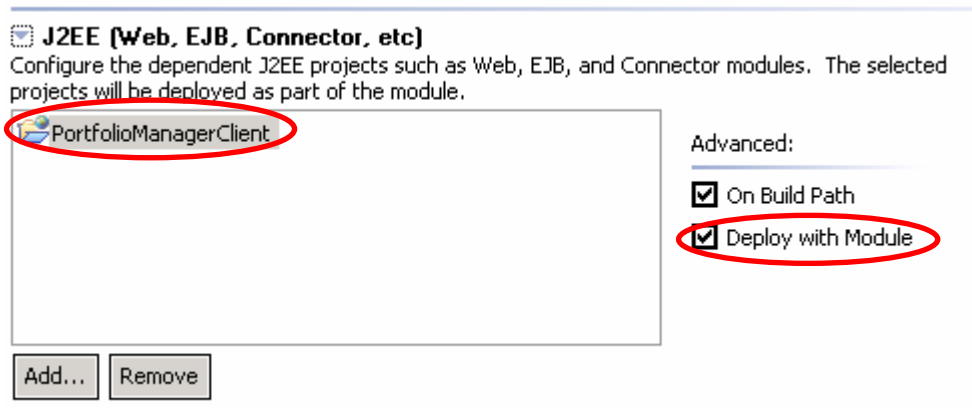 J2EE (Web, EJB, Connector, etc)
Configure the dependent J2EE projects such as Web, EJB, and Connector modules.  The selected
projects will be deployed as part of the module.
PortfolioManagerClient
Advanced:
On Build Path
Deploy with Module
Add...
Remove